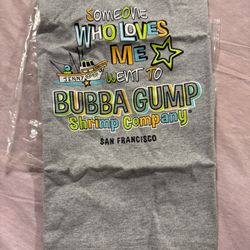 SOMEONE
WHO LOVES
ME
WENT TO
BUBBA GUMP
Shrimp Company
SAN FRANCISCO